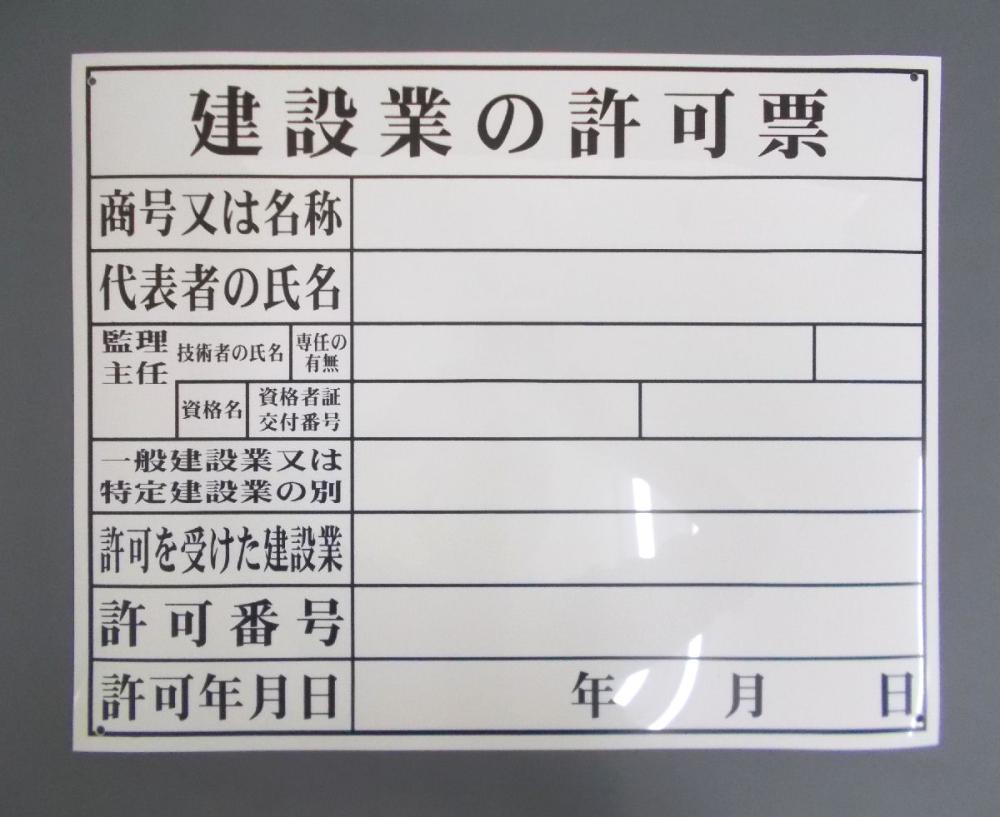 建設業の許可票
商号又は名称
代表者の氏名
監理
主任
技術者の氏名
専任の
有無
資格名
資格者証
交付番号
一般建設業又は
特定建設業の別
許可を受けた建設業
許可番号
許可年月日
年 月 日